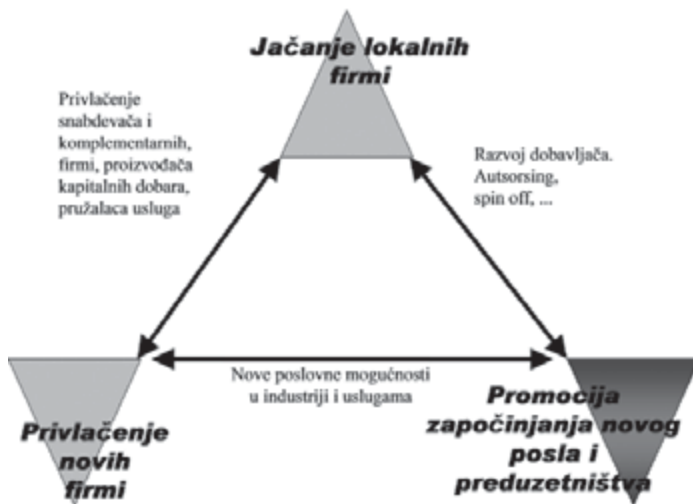 Jačanje lokalnih
firmi
Privlačenje
snabdevača i
komplementarnih,
firmi, proizvođača
kapitalnih dobara,
pružalaca usluga
Razvoj dobavljača.
Autsorsing,
spin off, ...
Nove poslovne mogućnosti
u industriji i uslugama
Privlačenje
novih
firmi
Promocija
započinjanja novog
posla i
preduzetništva